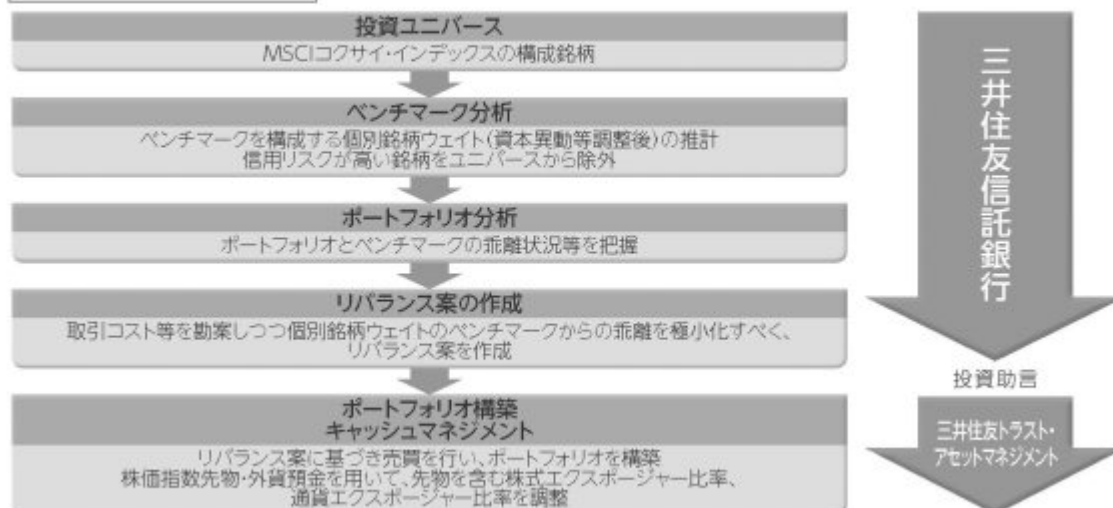 投資ユニバース
MSCIコクサイ・インデックスの構成銘柄
ベンチマーク分析
ベンチマークを構成する個別銘柄ウェイト(資本異動等調整後)の推計
信用リスクが高い銘柄をユニバースから除外
ポートフォリオ分析
ポートフォリオとベンチマークの乖離状況等を把握
リバランス案の作成
取引コスト等を勘案しつつ個別銘柄ウェイトのベンチマークからの乖離を極小化すべく、
リバランス案を作成
ポートフォリオ構築
キャッシュマネジメント
リバランス案に基づき売買を行い、ポートフォリオを構築
株価指数先物・外貨預金を用いて、先物を含む株式エクスポージャー比率、
通貨エクスポージャー比率を調整
三井住友信託銀行
投資助言
三井住友トラスト・
アセットマネジメント